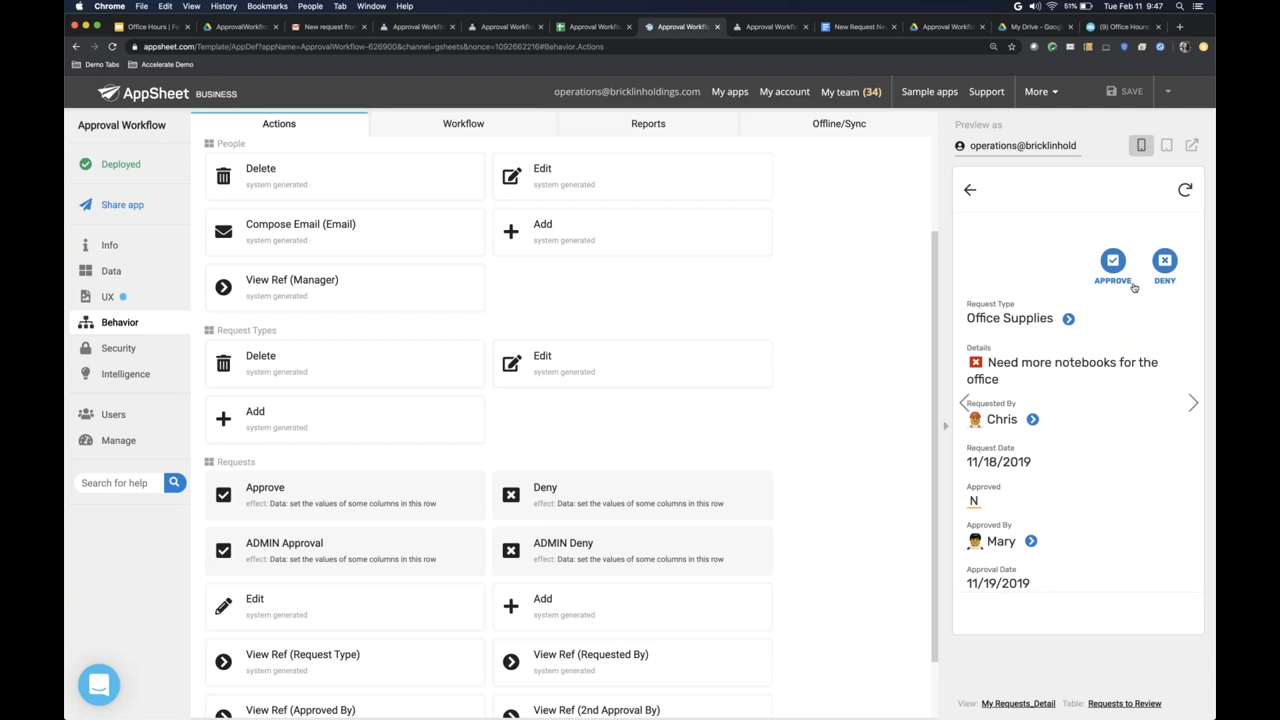 Chrome File Edit View History Bookmarks People Tab Window Help 51% Tue Feb 11 9:47
Office Hours | Fe ApprovalWorkflow New request from Approval Workfl Approval Workfl ApprovalWorkflo Approval Workfl Approval Workfl New Request No ApprovalWorkflo My Drive - Goog (9) Office Hours
appsheet.com/Template/AppDef?appName=ApprovalWorkflow-626900&channel=gsheets&nonce=1092662216#Behavior.Actions
Demo Tabs Accelerate Demo
AppSheet BUSINESS operations@bricklinholdings.com My apps My account My team (34) Sample apps Support More SAVE
Approval Workflow
Deployed
Share app
Info
Data
UX
Behavior
Security
Intelligence
Users
Manage
Search for help
Actions Workflow Reports Offline/Sync
People
Delete
system generated
Edit
system generated
Compose Email (Email)
system generated
Add
system generated
View Ref (Manager)
system generated
Request Types
Delete
system generated
Edit
system generated
Add
system generated
Requests
Approve
effect: Data: set the values of some columns in this row
Deny
effect: Data: set the values of some columns in this row
ADMIN Approval
effect: Data: set the values of some columns in this row
ADMIN Deny
effect: Data: set the values of some columns in this row
Edit
system generated
Add
system generated
View Ref (Request Type)
system generated
View Ref (Requested By)
system generated
View Ref (Approved By)
View Ref (2nd Approval By)
Preview as
operations@bricklinhold
APPROVE DENY
Request Type
Office Supplies
Details
Need more notebooks for the
office
Requested By
Chris
Request Date
11/18/2019
Approved
N
Approved By
Mary
Approval Date
11/19/2019
View: My Requests_Detail Table: Requests to Review